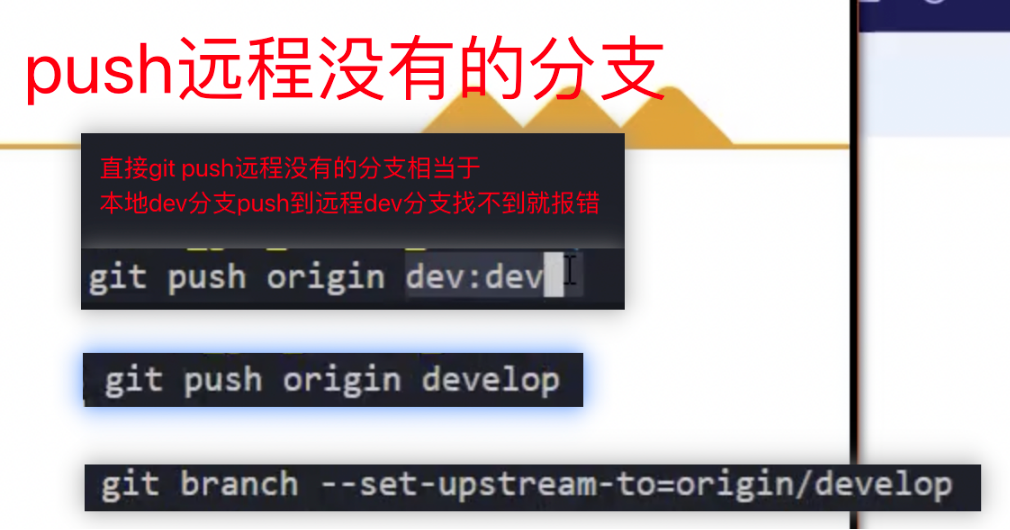 push远程没有的分支
直接git push远程没有的分支相当于
本地dev分支push到远程dev分支找不到就报错
git push origin dev:dev
git push origin develop
git branch --set-upstream-to=origin/develop